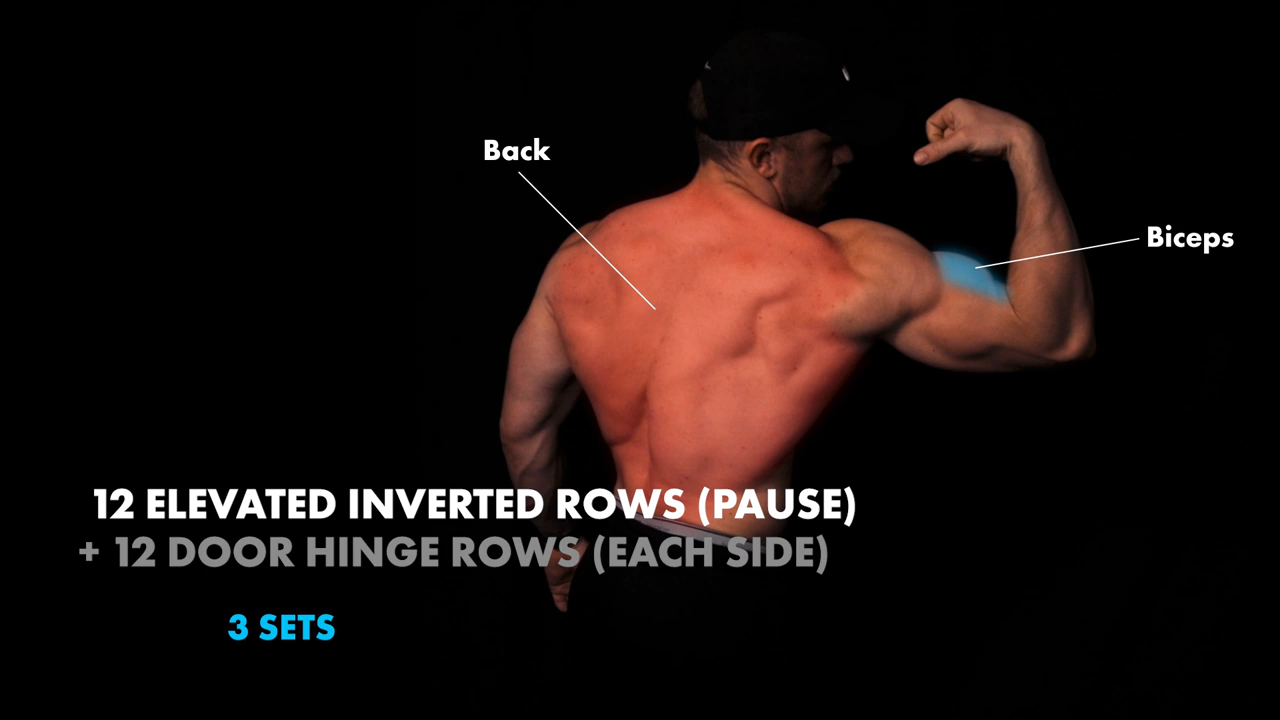 Back
Biceps
12 ELEVATED INVERTED ROWS (PAUSE)
+ 12 DOOR HINGE ROWS (EACH SIDE)
3 SETS